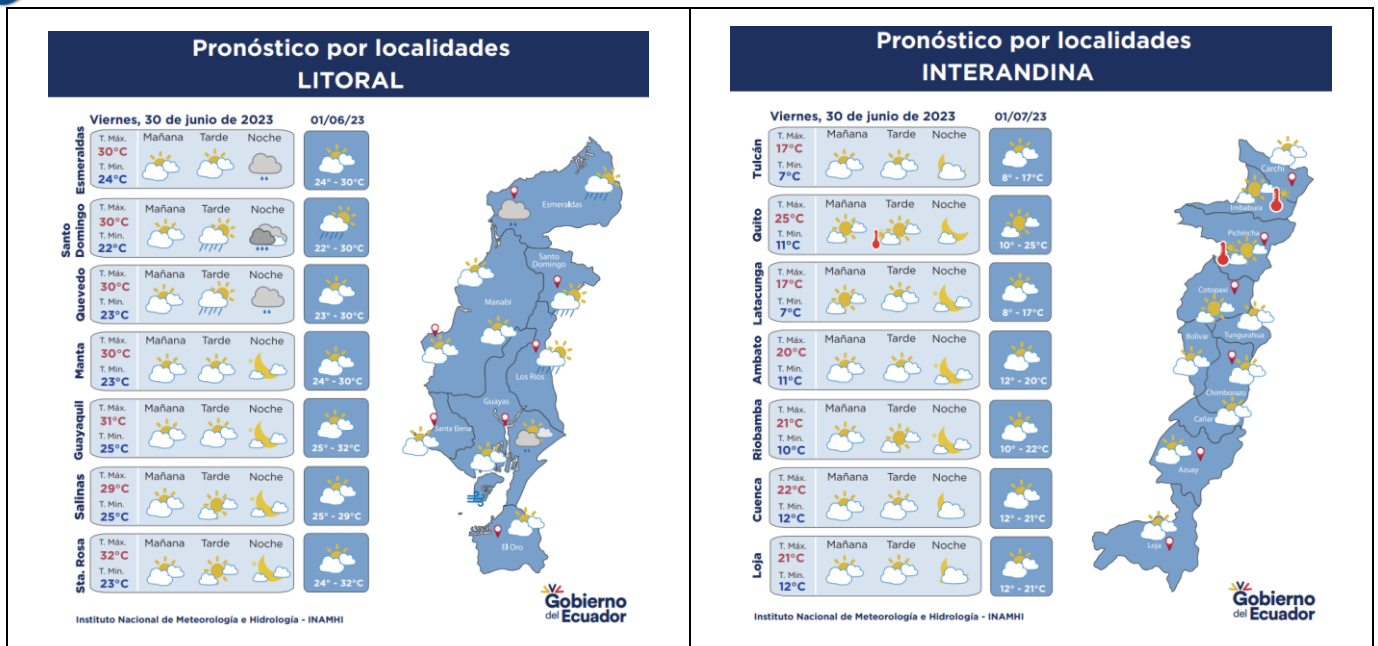 Pronóstico por localidades
LITORAL
Viernes, 30 de junio de 2023 01/06/23
Esmeraldas
T. Máx. Mañana Tarde Noche
30°C
T. Min.
24°C
24° - 30°C
Santo
Domingo
T. Máx. Mañana Tarde Noche
30°C
T. Min.
22°C
22° - 30°C
Quevedo
T. Máx. Mañana Tarde Noche
30°C
T. Min.
23°C
23° - 30°C
Manta
T. Máx. Mañana Tarde Noche
30°C
T. Min.
23°C
24° - 30°C
Guayaquil
T. Máx. Mañana Tarde Noche
31°C
T. Min.
25°C
25° - 32°C
Salinas
T. Máx. Mañana Tarde Noche
29°C
T. Min.
25°C
25° - 29°C
Sta. Rosa
T. Máx. Mañana Tarde Noche
32°C
T. Min.
23°C
24° - 32°C
Esmeraldas
Santo
Domingo
Manabí
Los Ríos
Guayas
Santa Elena
El Oro
Gobierno
del Ecuador
Instituto Nacional de Meteorología e Hidrología - INAMHI
Pronóstico por localidades
INTERANDINA
Viernes, 30 de junio de 2023 01/07/23
Tulcán
T. Máx. Mañana Tarde Noche
17°C
T. Min.
7°C
8° - 17°C
Quito
T. Máx. Mañana Tarde Noche
25°C
T. Min.
11°C
10° - 25°C
Latacunga
T. Máx. Mañana Tarde Noche
17°C
T. Min.
7°C
8° - 17°C
Ambato
T. Máx. Mañana Tarde Noche
20°C
T. Min.
11°C
12° - 20°C
Riobamba
T. Máx. Mañana Tarde Noche
21°C
T. Min.
10°C
10° - 22°C
Cuenca
T. Máx. Mañana Tarde Noche
22°C
T. Min.
12°C
12° - 21°C
Loja
T. Máx. Mañana Tarde Noche
21°C
T. Min.
12°C
12° - 21°C
Carchi
Imbabura
Pichincha
Cotopaxi
Bolívar
Tungurahua
Chimborazo
Cañar
Azuay
Loja
Gobierno
del Ecuador
Instituto Nacional de Meteorología e Hidrología - INAMHI